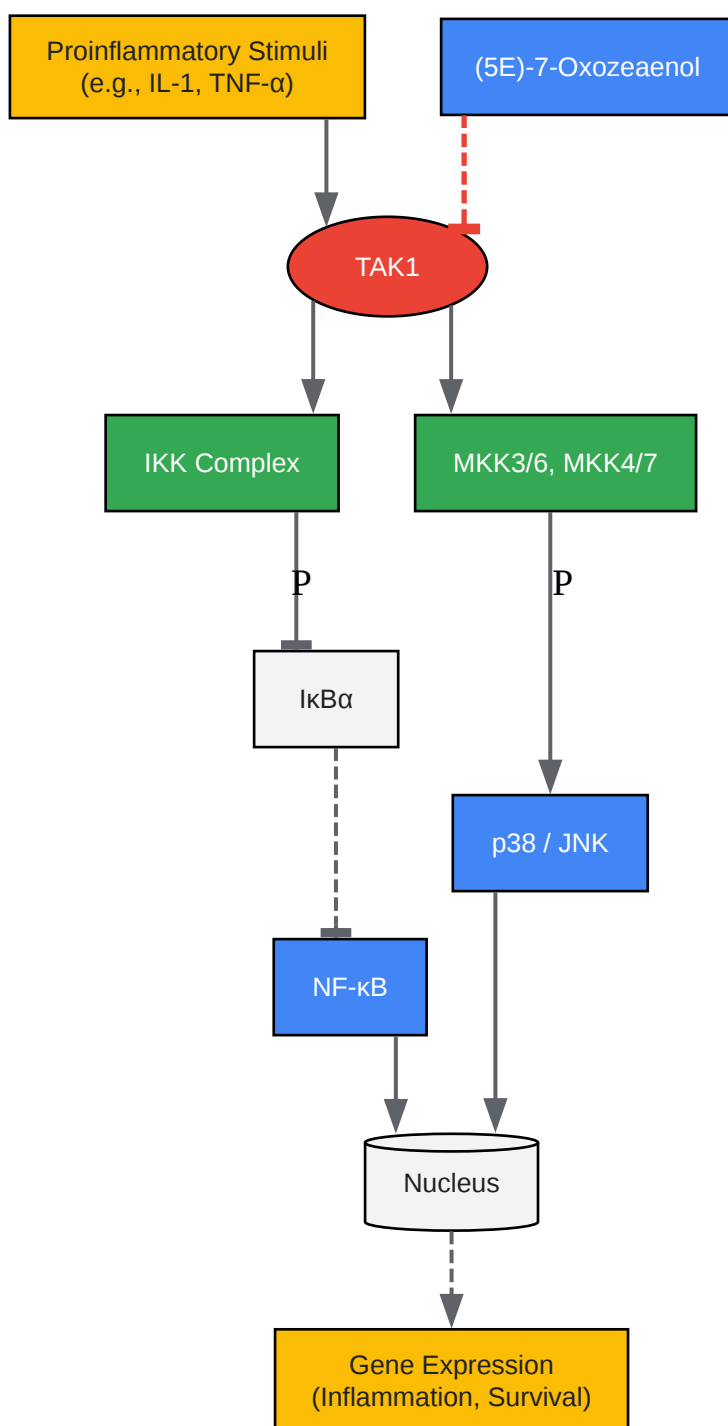 Proinflammatory Stimuli
(e.g., IL-1, TNF-α)
(5E)-7-Oxozeaenol
TAK1
IKK Complex
MKK3/6, MKK4/7
P
P
IκBα
p38 / JNK
NF-κB
Nucleus
Gene Expression
(Inflammation, Survival)